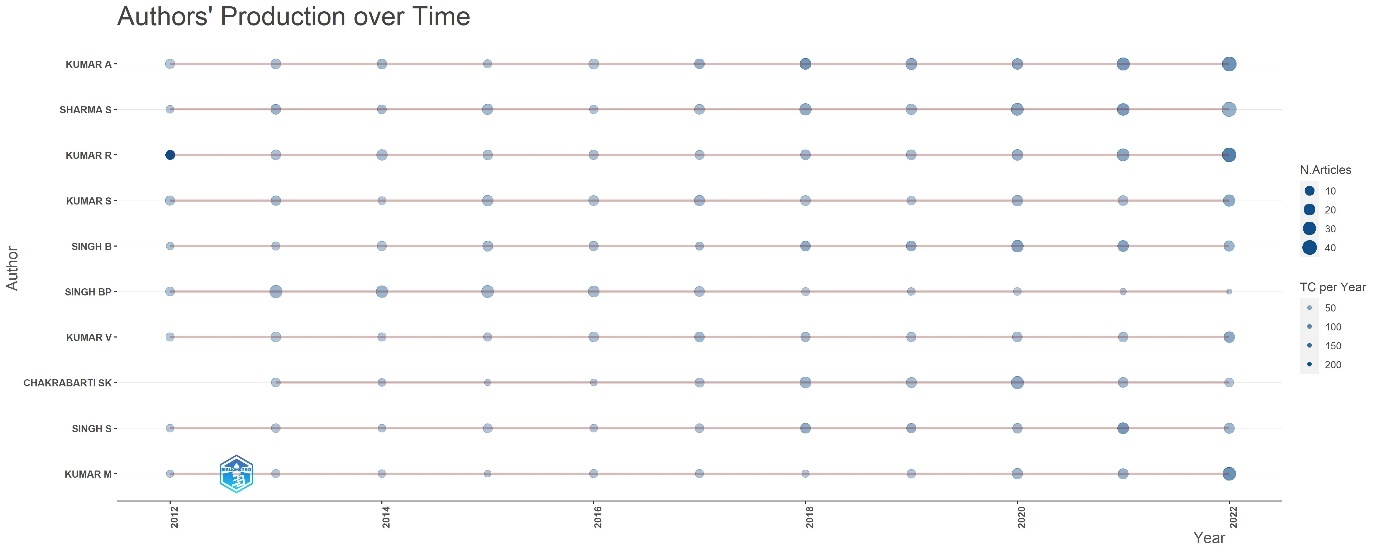 Authors' Production over Time
Author
KUMAR A
SHARMA S
KUMAR R
KUMAR S
SINGH B
SINGH BP
KUMAR V
CHAKRABARTI SK
SINGH S
KUMAR M
2012
2014
2016
2018
2020
2022
Year
N.Articles
10
20
30
40
TC per Year
50
100
150
200